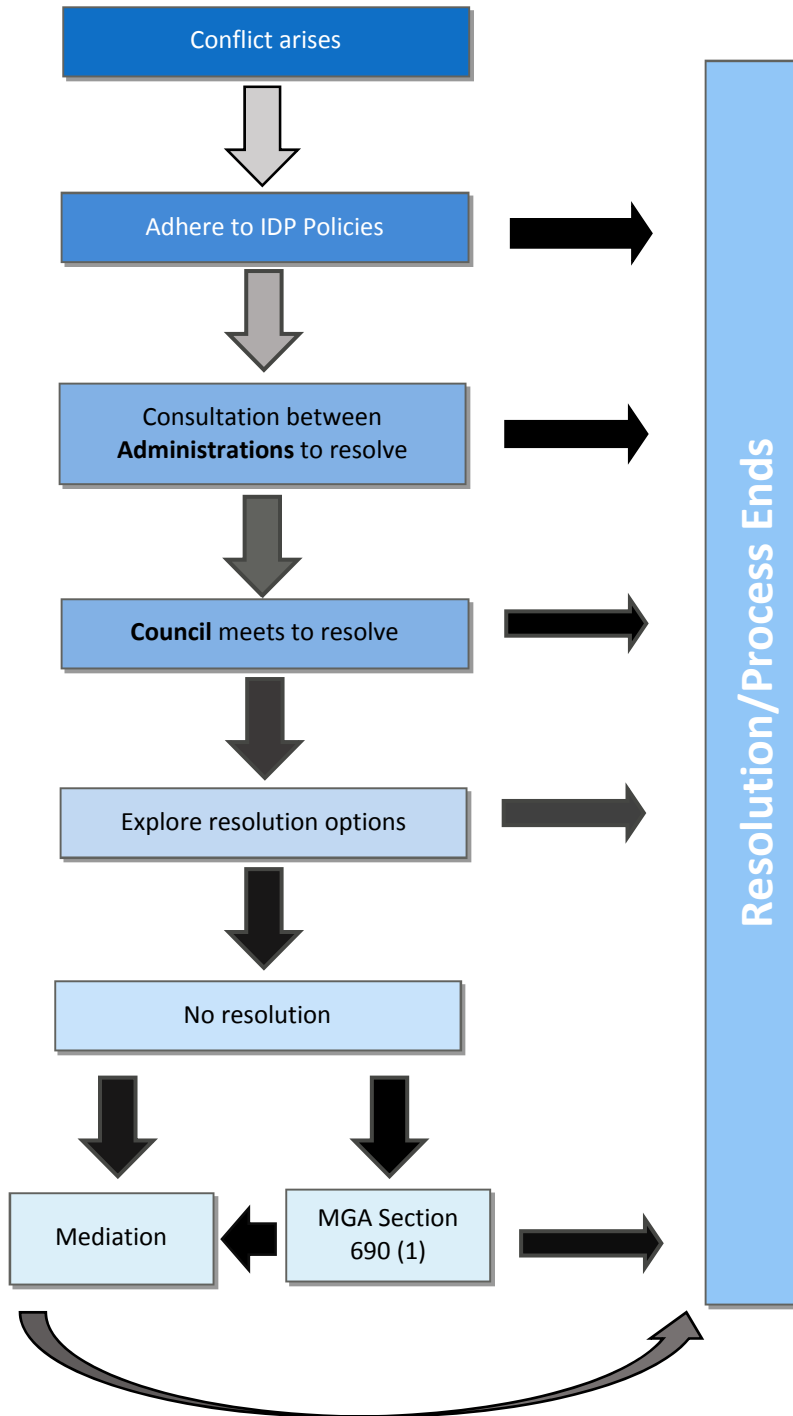 Conflict arises
Adhere to IDP Policies
Consultation between
Administrations to resolve
Council meets to resolve
Explore resolution options
No resolution
Mediation
MGA Section
690 (1)
Resolution/Process Ends